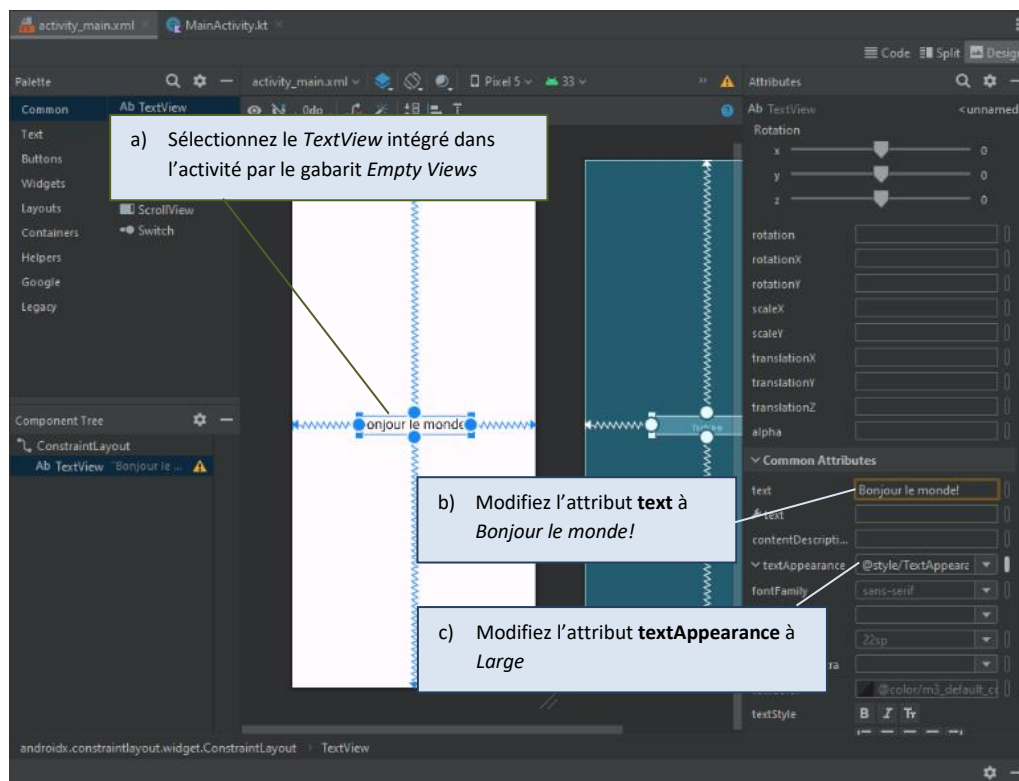 activity_main.xml
MainActivity.kt
Code
Split
Design
Palette
activity_main.xml
Pixel 5
33
Attributes
Common
Ab TextView
Text
Buttons
Widgets
Layouts
ScrollView
Containers
Switch
Helpers
Google
Legacy
a) Sélectionnez le TextView intégré dans
l'activité par le gabarit Empty Views
Component Tree
ConstraintLayout
Ab TextView "Bonjour le ...
onjour le monde
b) Modifiez l'attribut text à
Bonjour le monde!
c) Modifiez l'attribut textAppearance à
Large
Ab TextView <unnamed
Rotation
x 0
y 0
z 0
rotation
rotationX
rotationY
scaleX
scaleY
translationX
translationY
translationZ
alpha
Common Attributes
text Bonjour le monde!
text
contentDescripti...
textAppearance @style/TextAppeara
fontFamily sans-serif
22sp
ra
@color/m3_default_c
textStyle B I Tr
androidx.constraintlayout.widget.ConstraintLayout > TextView